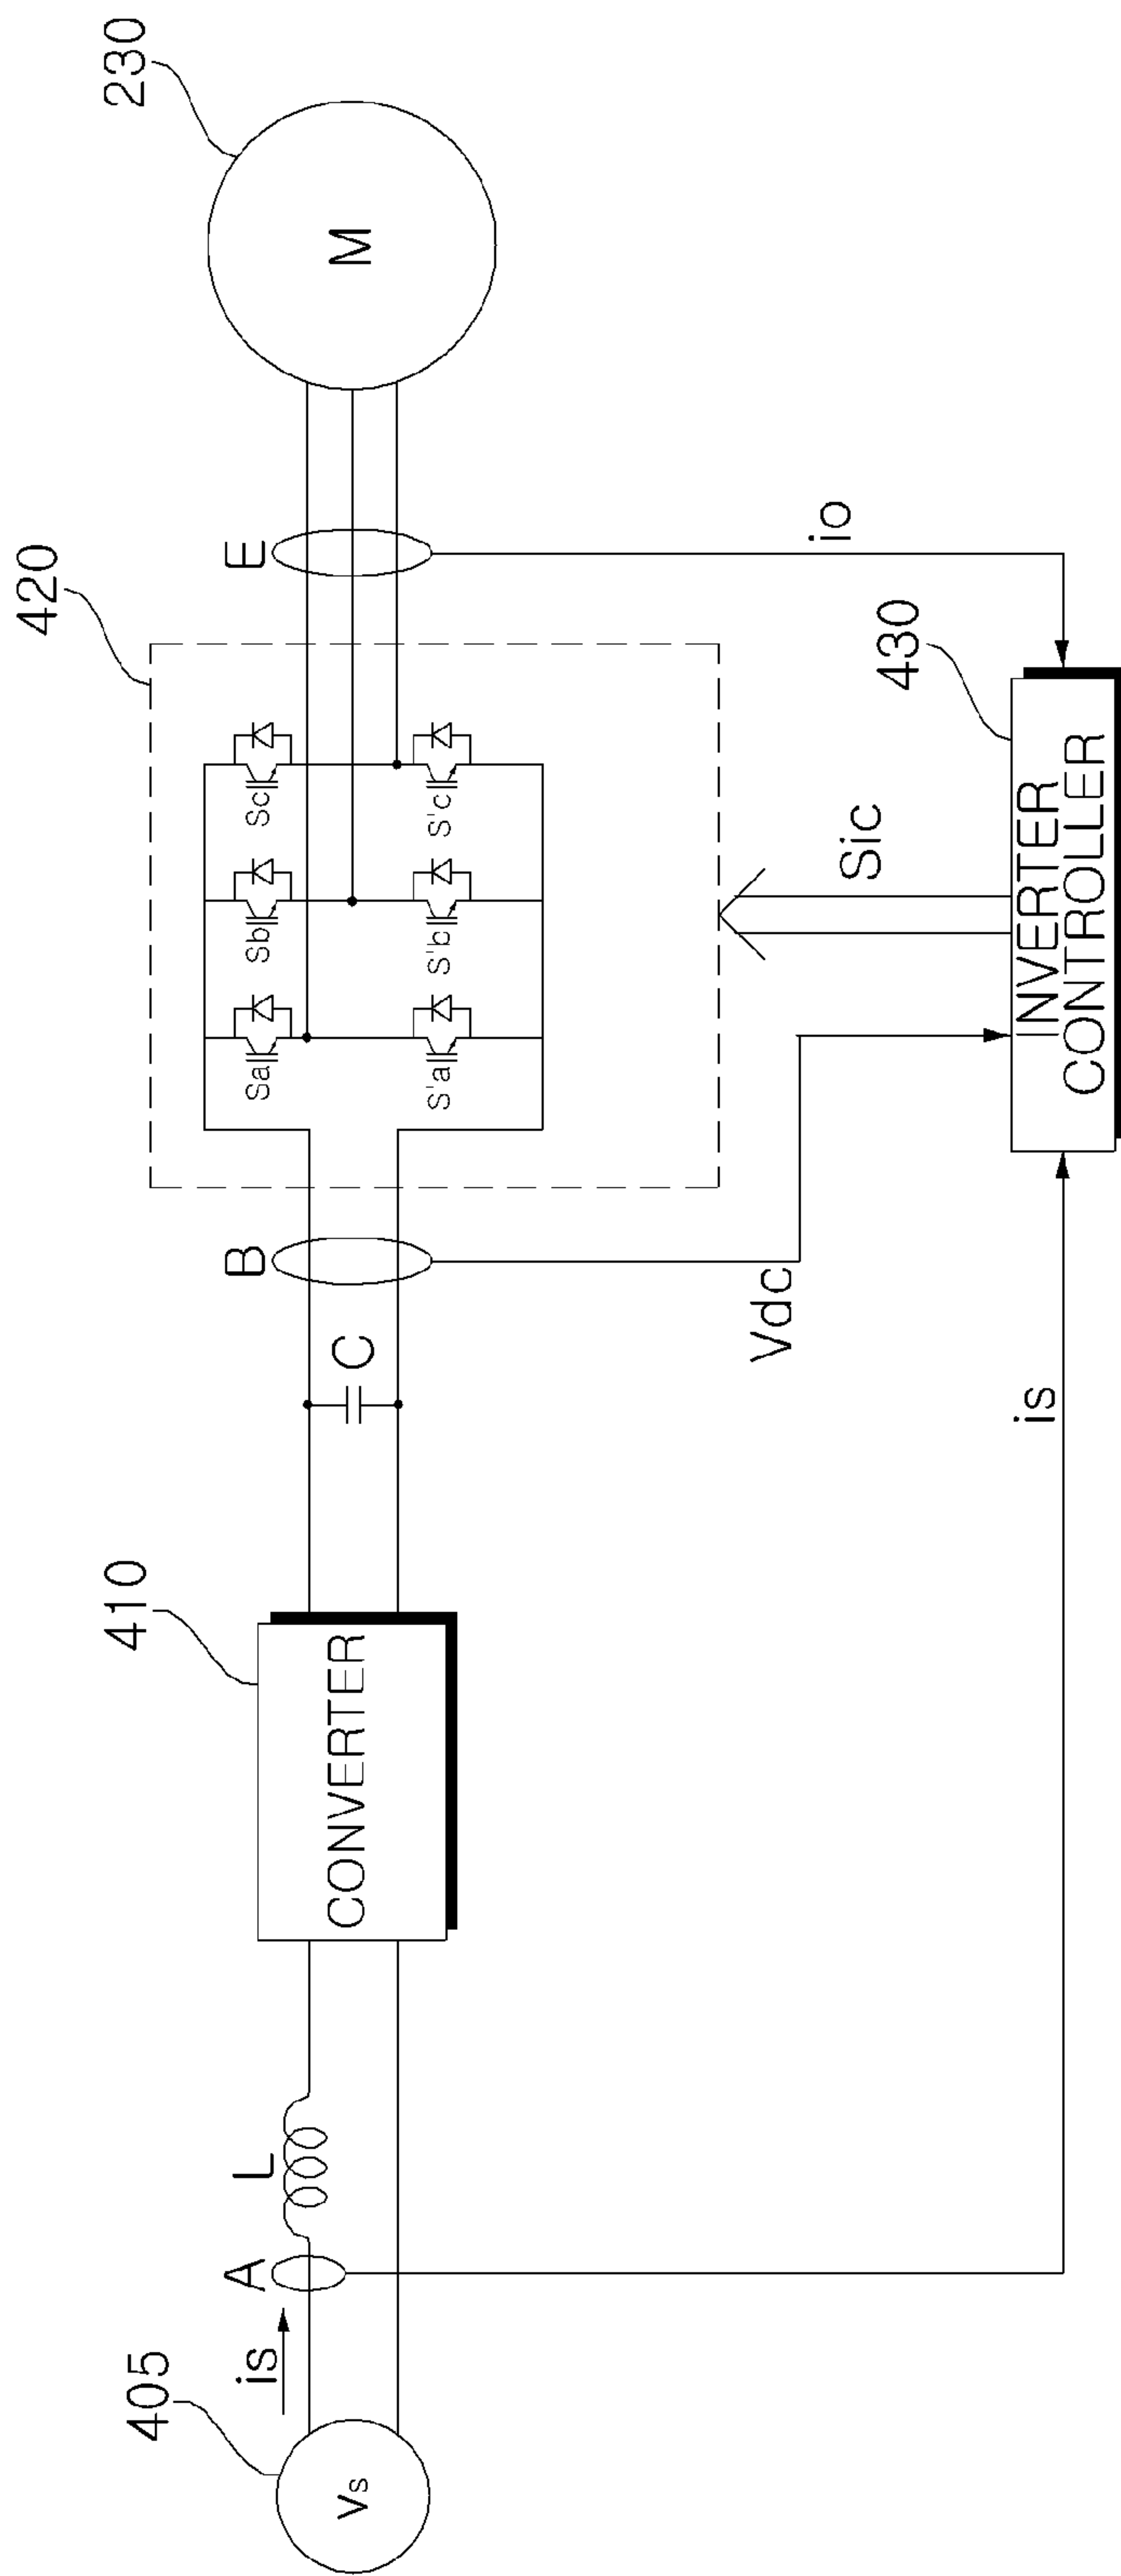 405
is
A
L
410
CONVERTER
C
B
420
Sa
Sb
Sc
S'a
S'b
S'c
E
230
M
vs
Vdc
Sic
io
is
430
INVERTER
CONTROLLER